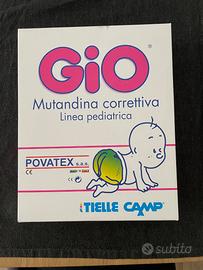 GiO®
Mutandina correttiva
Linea pediatrica
POVATEX s.a.s.
CE
TIELLE CAMP®
subito